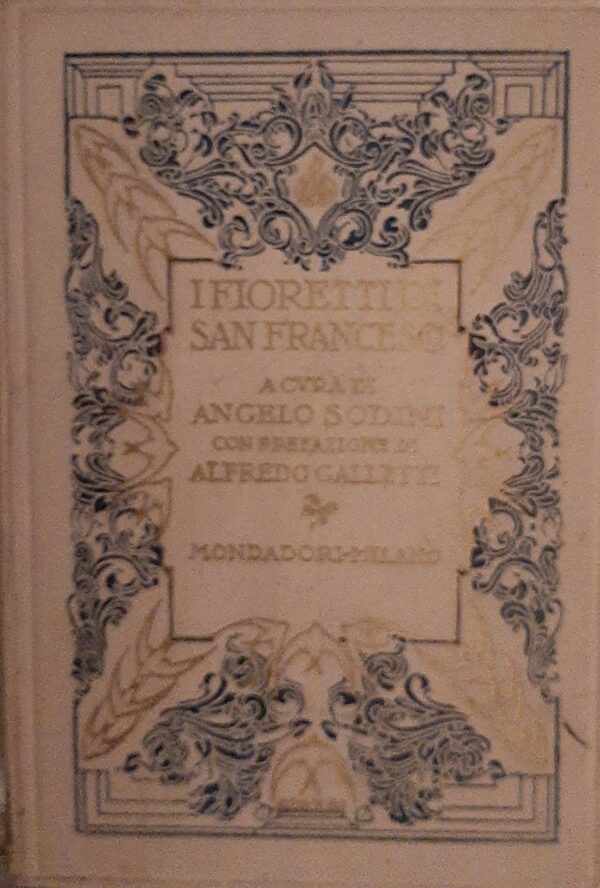 I FIORETTI DI
SAN FRANCESCO
A CVRA DI
ANGELO SODINI
CON PREFAZIONE DI
ALFREDO GALLETTI
MONDADORI-MILANO